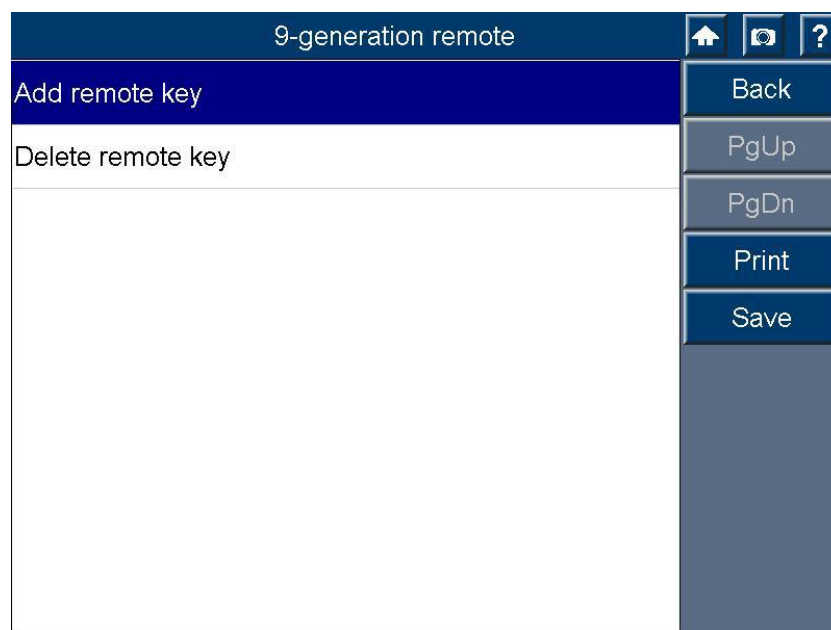 9-generation remote
?
Add remote key
Delete remote key
Back
PgUp
PgDn
Print
Save